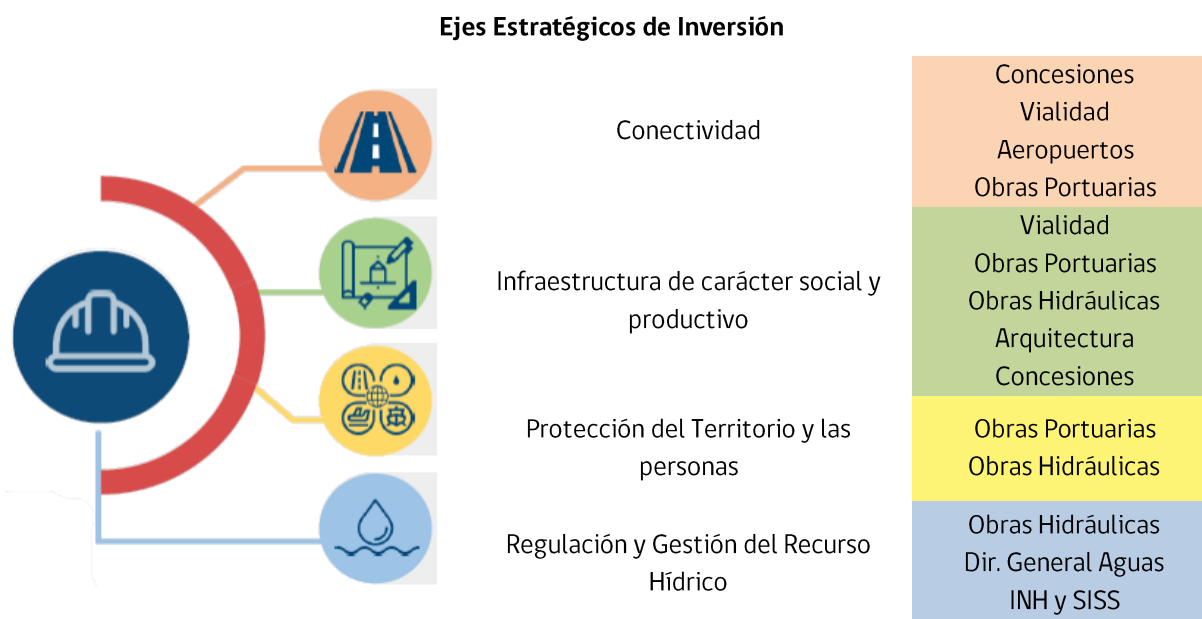 Ejes Estratégicos de Inversión
Conectividad
Concesiones
Vialidad
Aeropuertos
Obras Portuarias
Infraestructura de carácter social y
productivo
Vialidad
Obras Portuarias
Obras Hidráulicas
Arquitectura
Concesiones
Protección del Territorio y las
personas
Obras Portuarias
Obras Hidráulicas
Regulación y Gestión del Recurso
Hídrico
Obras Hidráulicas
Dir. General Aguas
INH y SISS